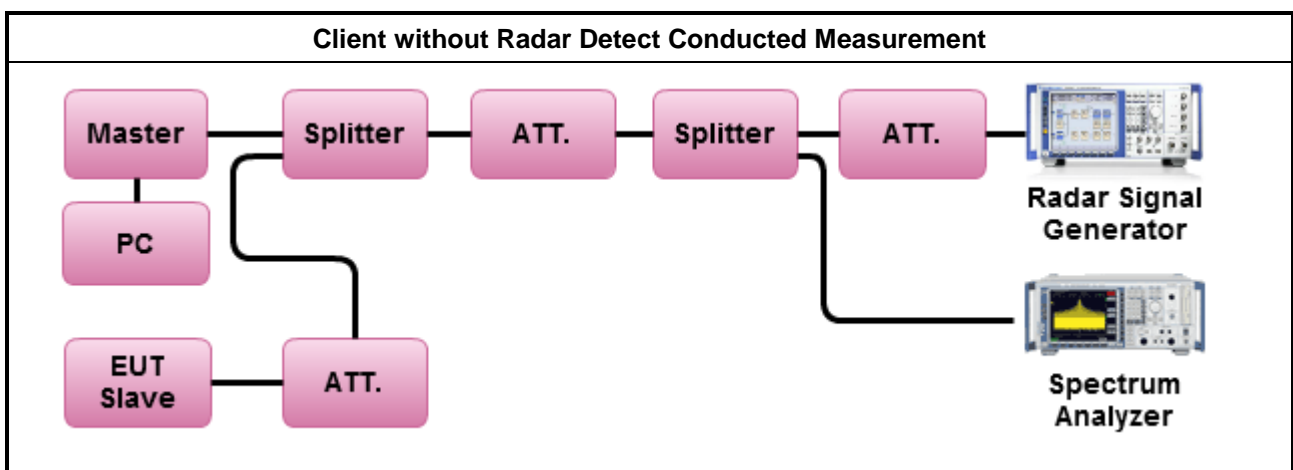 Client without Radar Detect Conducted Measurement
Master
Splitter
ATT.
Splitter
ATT.
Radar Signal
Generator
PC
EUT
Slave
ATT.
Spectrum
Analyzer